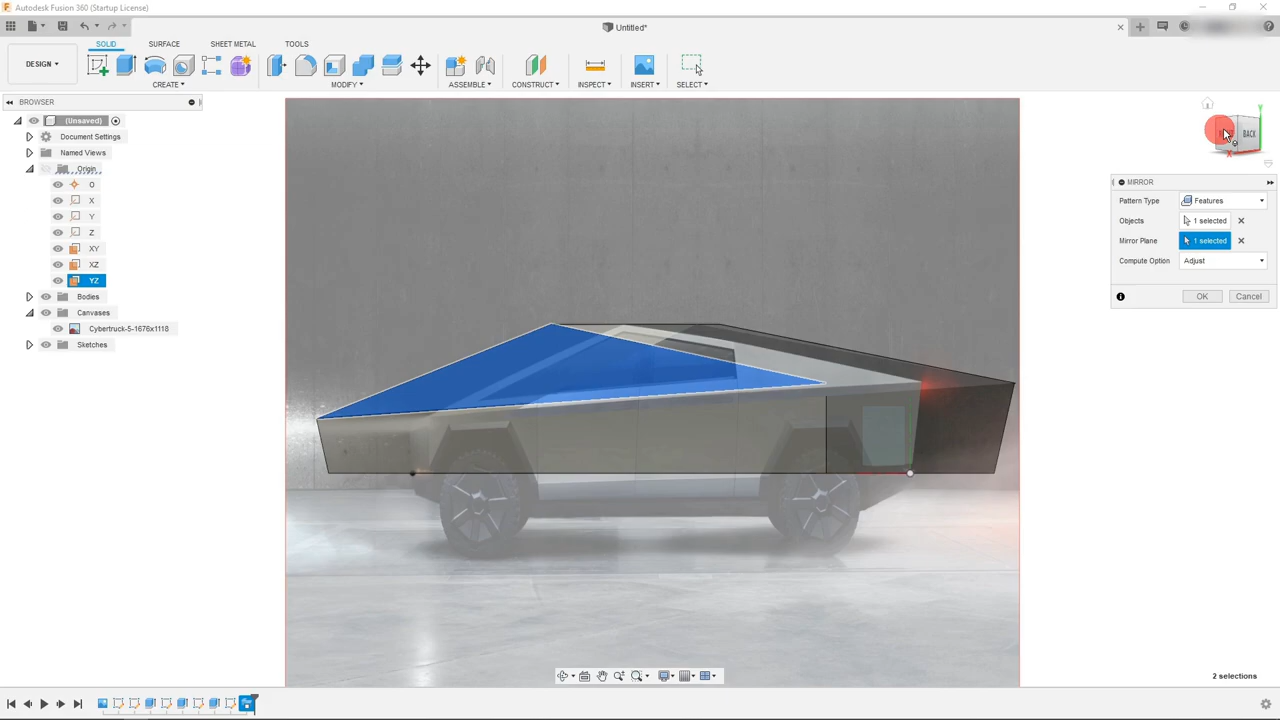 Autodesk Fusion 360 (Startup License)
Untitled*
SOLID SURFACE SHEET METAL TOOLS
DESIGN
CREATE MODIFY ASSEMBLE CONSTRUCT INSPECT INSERT SELECT
BROWSER
(Unsaved)
Document Settings
Named Views
Origin
O
X
Y
Z
XY
XZ
YZ
Bodies
Canvases
Cybertruck-5-1676x1118
Sketches
Y
BACK
X
MIRROR
Pattern Type Features
Objects 1 selected
Mirror Plane 1 selected
Compute Option Adjust
OK Cancel
2 selections